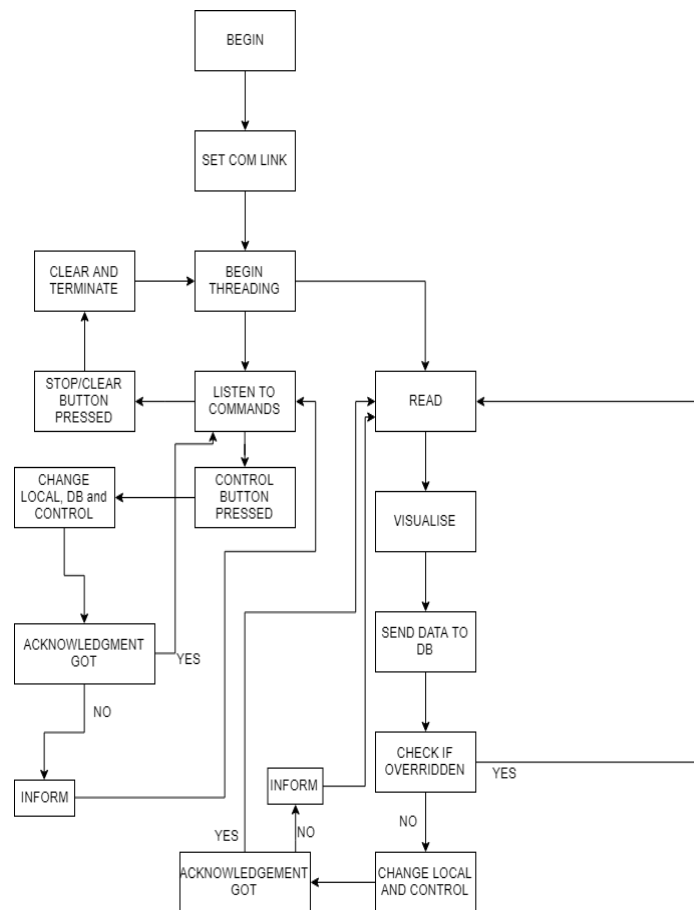 BEGIN
SET COM LINK
CLEAR AND
TERMINATE
BEGIN
THREADING
STOP/CLEAR
BUTTON
PRESSED
LISTEN TO
COMMANDS
READ
CHANGE
LOCAL, DB and
CONTROL
CONTROL
BUTTON
PRESSED
VISUALISE
ACKNOWLEDGMENT
GOT
YES
SEND DATA TO
DB
NO
CHECK IF
OVERRIDDEN
YES
INFORM
INFORM
NO
YES
NO
ACKNOWLEDGEMENT
GOT
CHANGE LOCAL
AND CONTROL